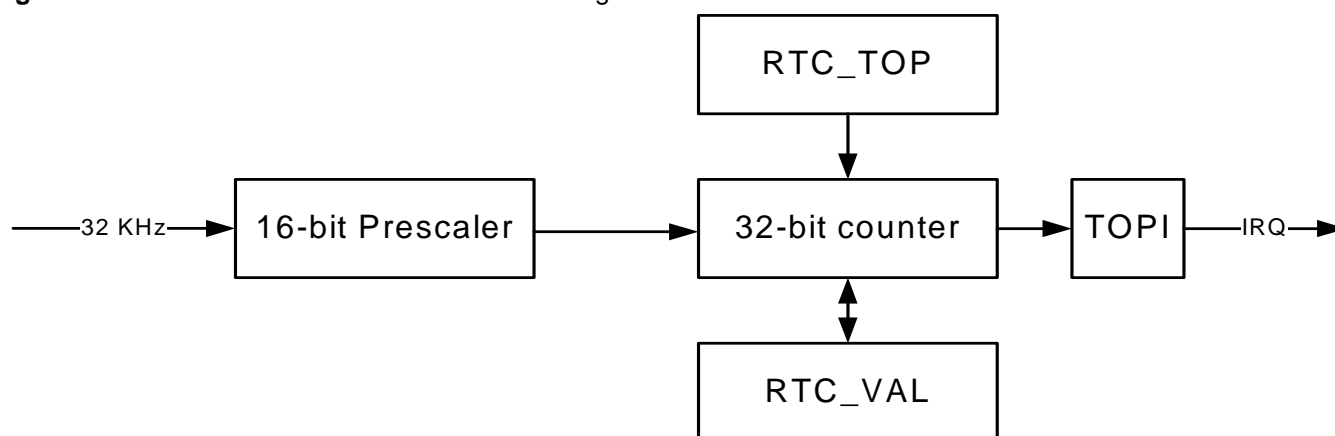 RTC_TOP
32 KHz
16-bit Prescaler
32-bit counter
TOPI
IRQ
RTC_VAL